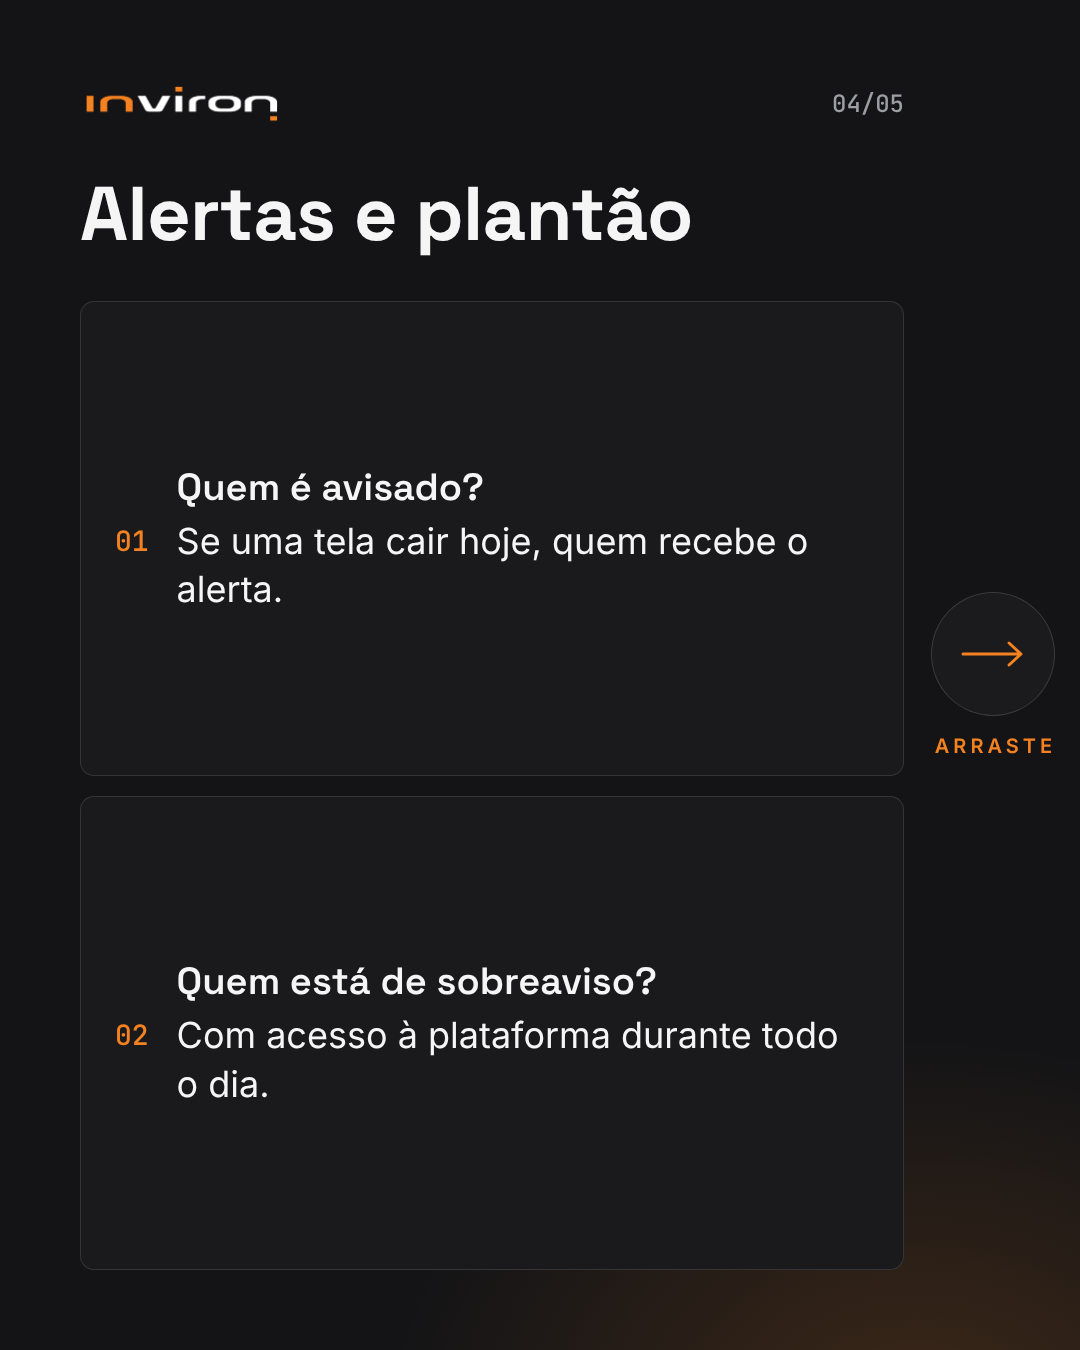 inviron
04/05
Alertas e plantão
Quem é avisado?
01
Se uma tela cair hoje, quem recebe o
alerta.
ARRASTE
Quem está de sobreaviso?
02
Com acesso à plataforma durante todo
o dia.